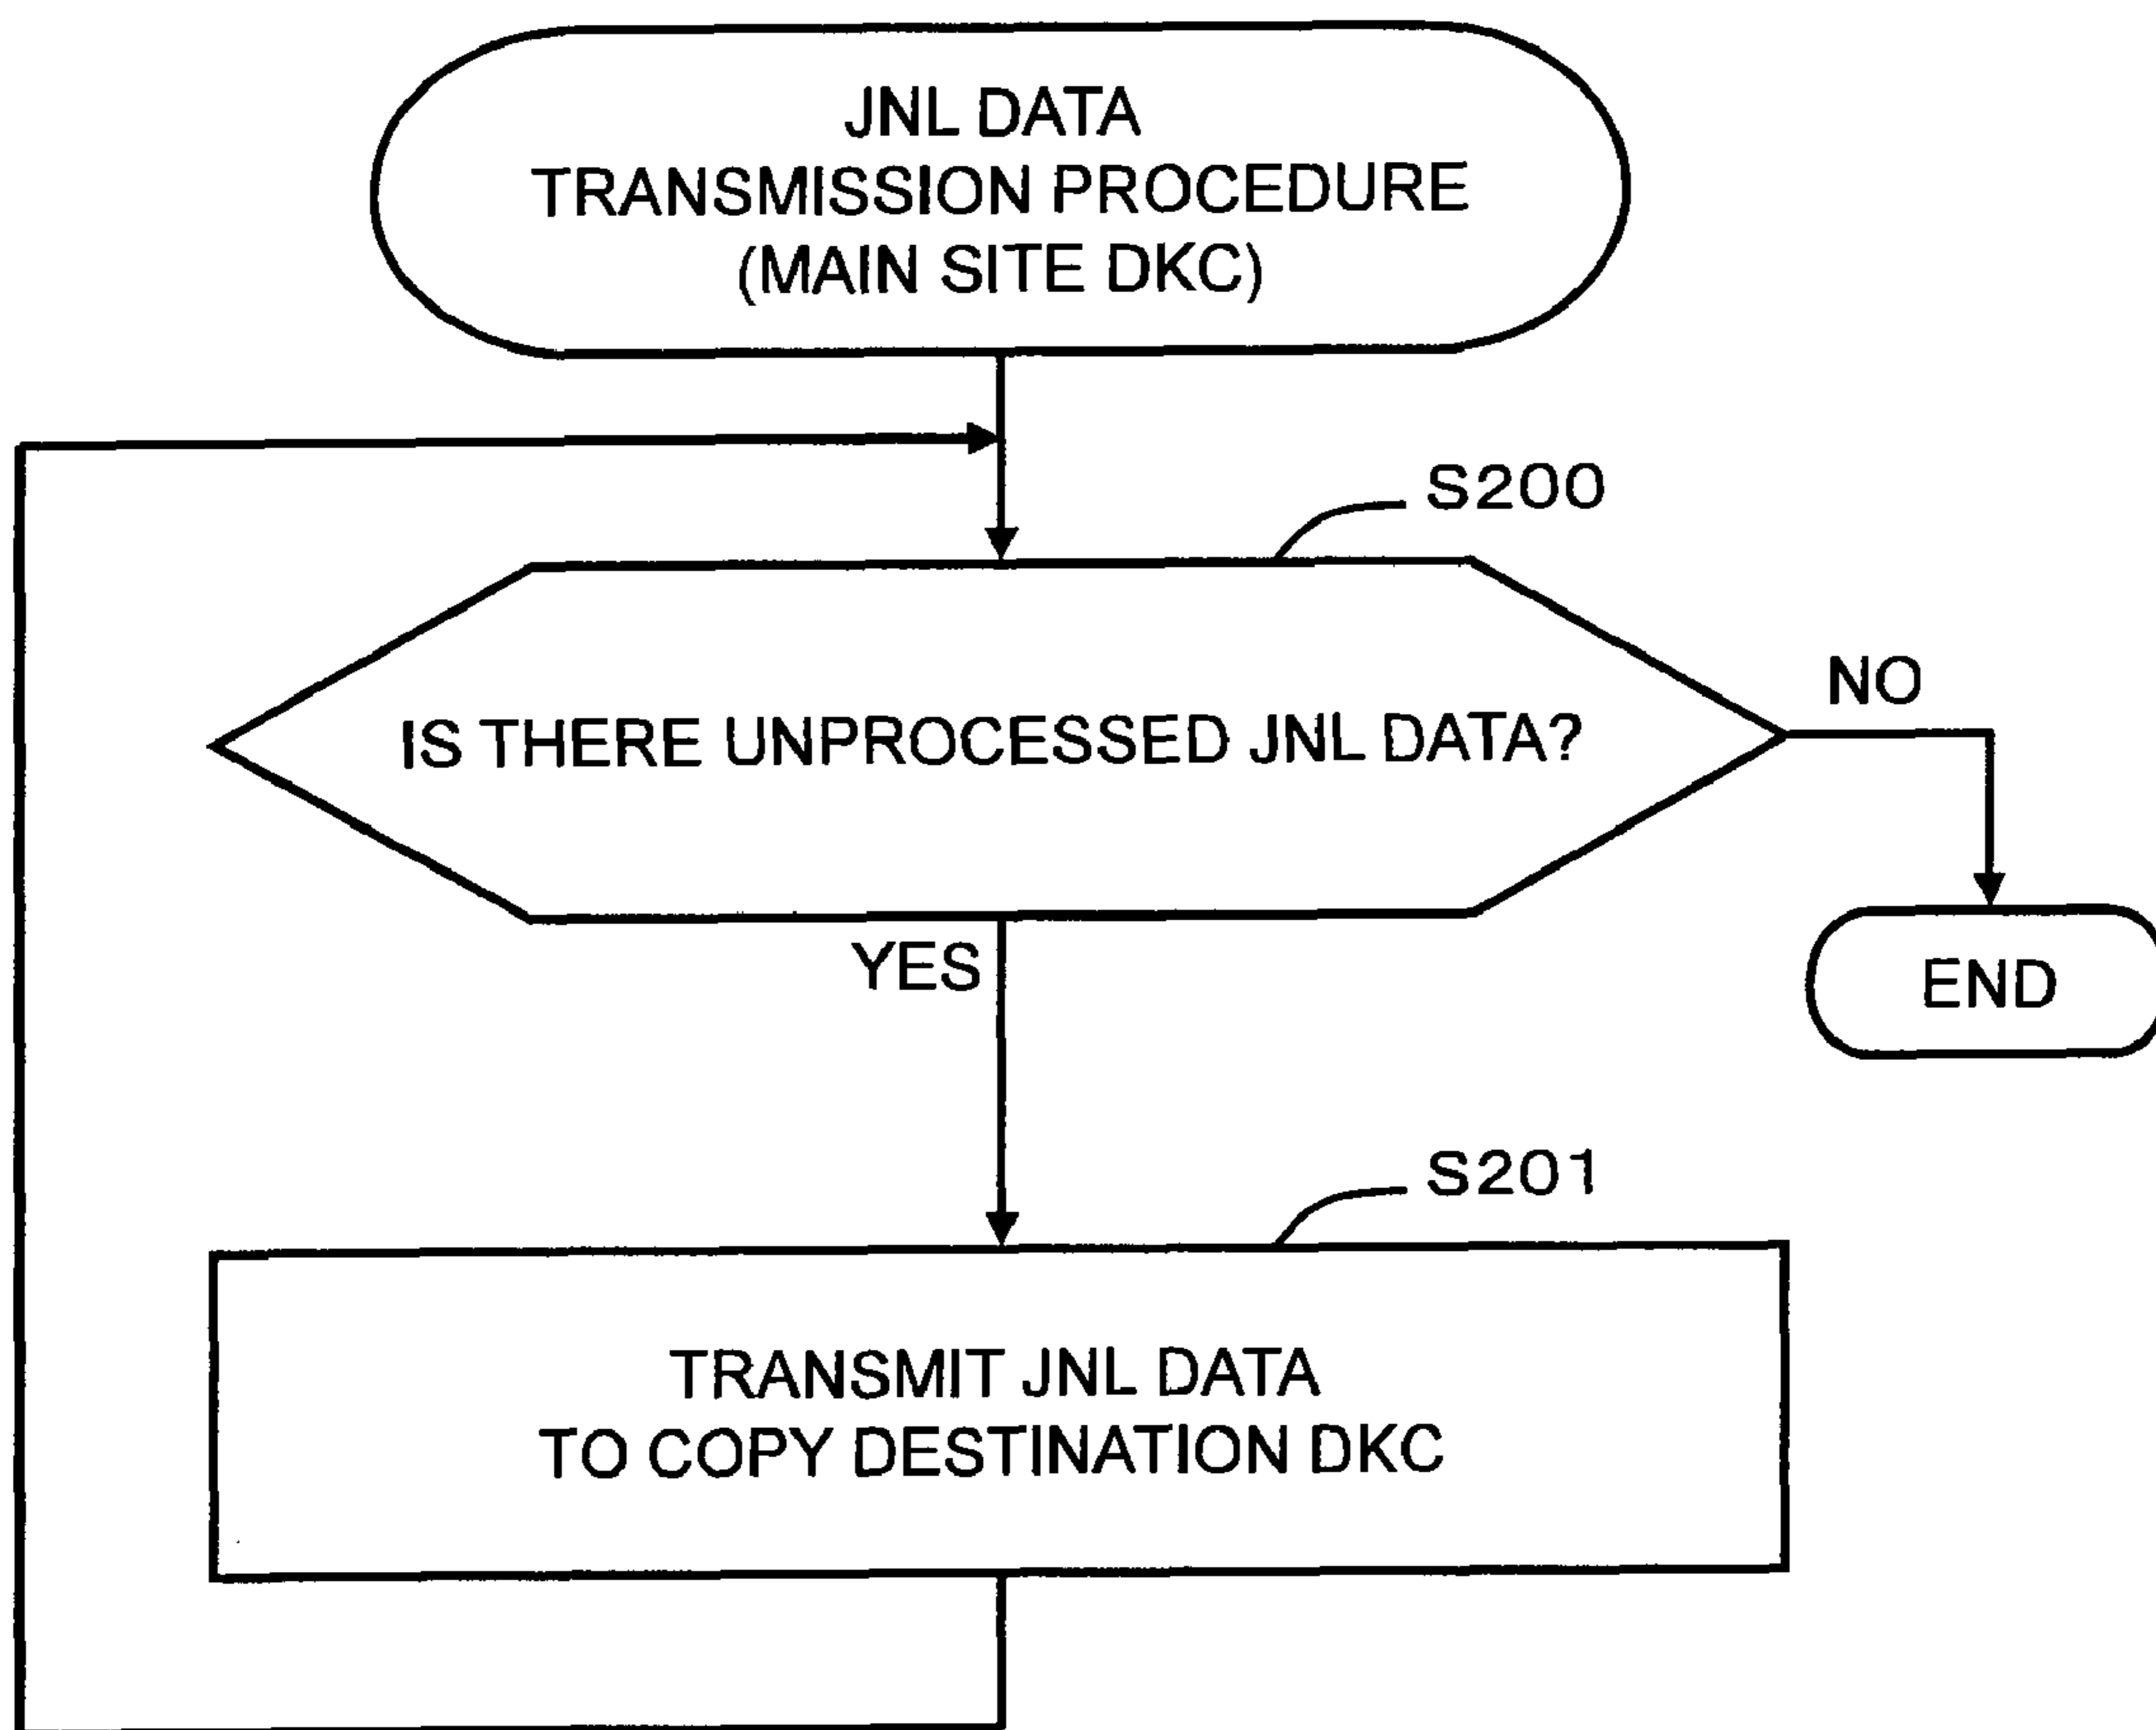 JNL DATA
TRANSMISSION PROCEDURE
(MAIN SITE DKC)
S200
IS THERE UNPROCESSED JNL DATA?
NO
YES
END
S201
TRANSMIT JNL DATA
TO COPY DESTINATION DKC